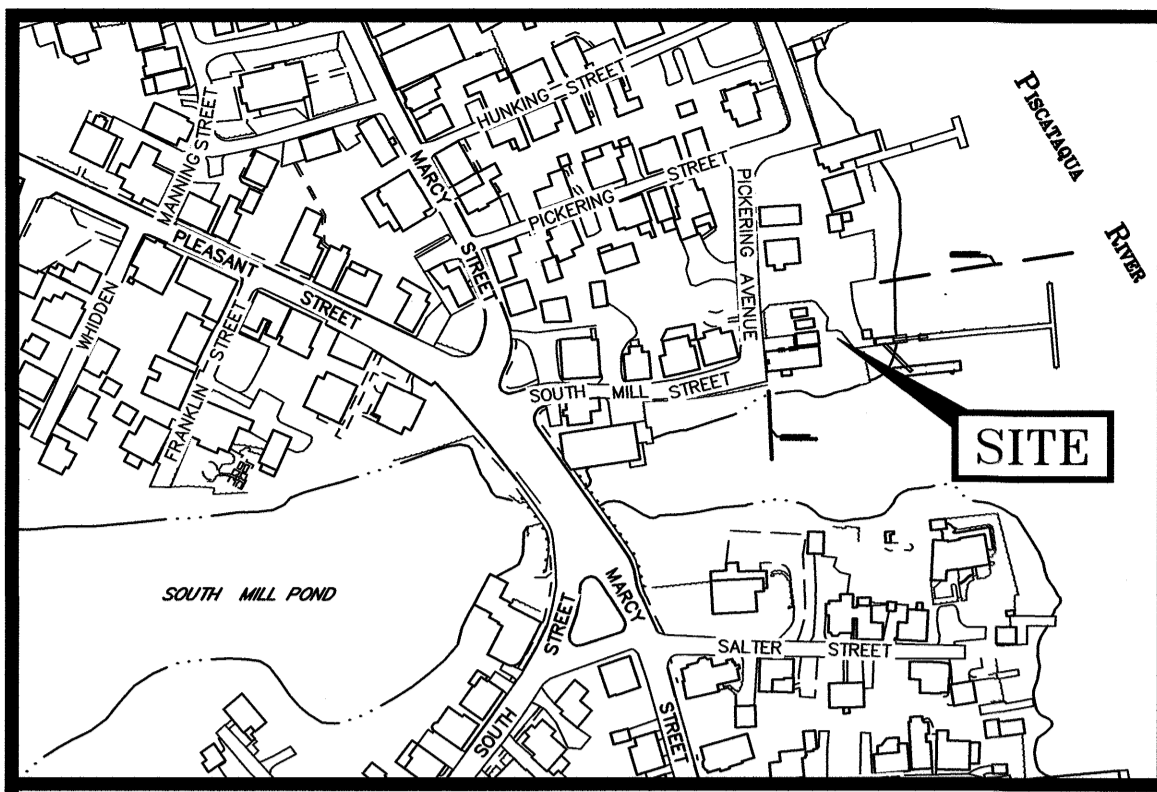 PISCATAQUA
RIVER
HUNKING STREET
MANNING STREET
MARCY
STREET
PICKERING STREET
PICKERING AVENUE
PLEASANT
STREET
WHIDDEN
FRANKLIN STREET
SOUTH MILL STREET
SITE
SOUTH MILL POND
MARCY
STREET
SALTER STREET
SOUTH
STREET